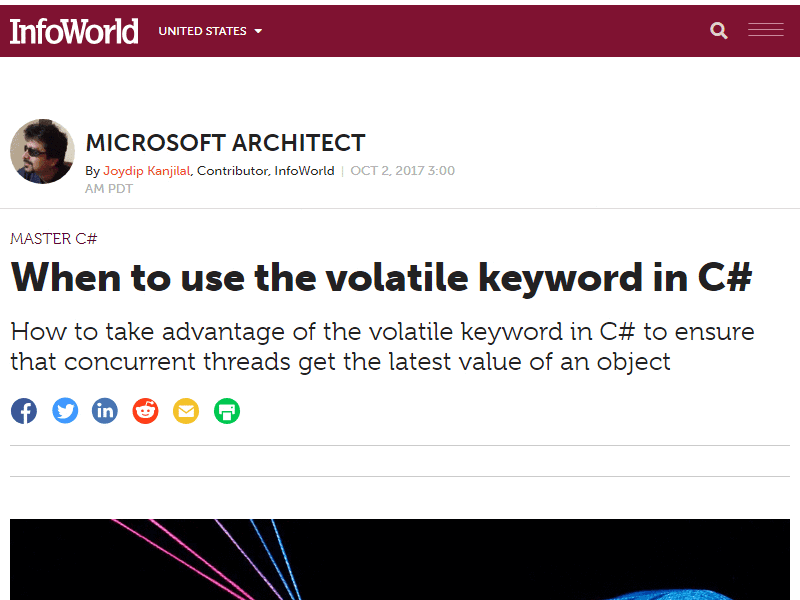 InfoWorld
UNITED STATES
MICROSOFT ARCHITECT
By Joydip Kanjilal, Contributor, InfoWorld | OCT 2, 2017 3:00
AM PDT
MASTER C#
When to use the volatile keyword in C#
How to take advantage of the volatile keyword in C# to ensure
that concurrent threads get the latest value of an object